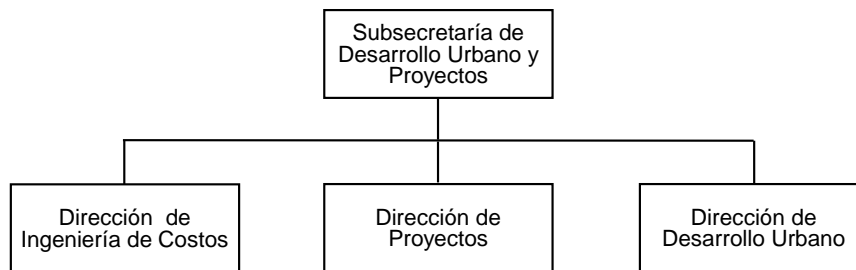 Subsecretaría de
Desarrollo Urbano y
Proyectos
Dirección de
Ingeniería de Costos
Dirección de
Proyectos
Dirección de
Desarrollo Urbano